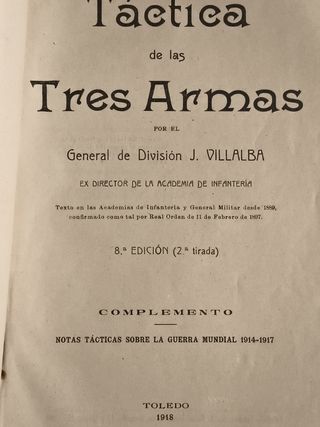 Táctica
de las
Tres Armas
POR EL
General de División J. VILLALBA
EX DIRECTOR DE LA ACADEMIA DE INFANTERÍA
Texto en las Academias de Infantería y General Militar desde 1889,
confirmado como tal por Real Orden de 11 de Febrero de 1897.
8.ª EDICIÓN (2.ª tirada)
COMPLEMENTO
NOTAS TÁCTICAS SOBRE LA GUERRA MUNDIAL 1914-1917
TOLEDO
1918